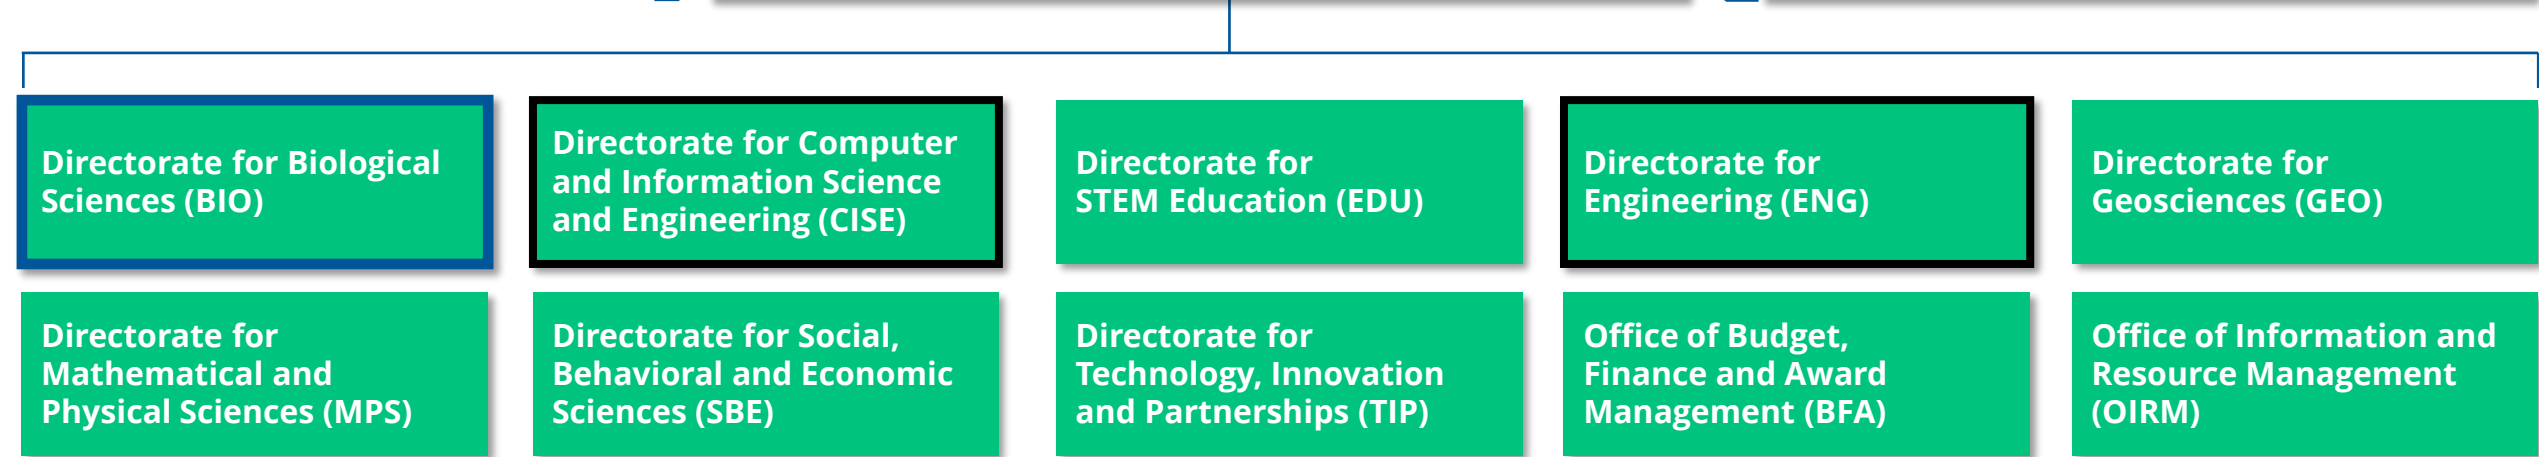 Directorate for Biological
Sciences (BIO)
Directorate for Computer
and Information Science
and Engineering (CISE)
Directorate for
STEM Education (EDU)
Directorate for
Engineering (ENG)
Directorate for
Geosciences (GEO)
Directorate for
Mathematical and
Physical Sciences (MPS)
Directorate for Social,
Behavioral and Economic
Sciences (SBE)
Directorate for
Technology, Innovation
and Partnerships (TIP)
Office of Budget,
Finance and Award
Management (BFA)
Office of Information and
Resource Management
(OIRM)